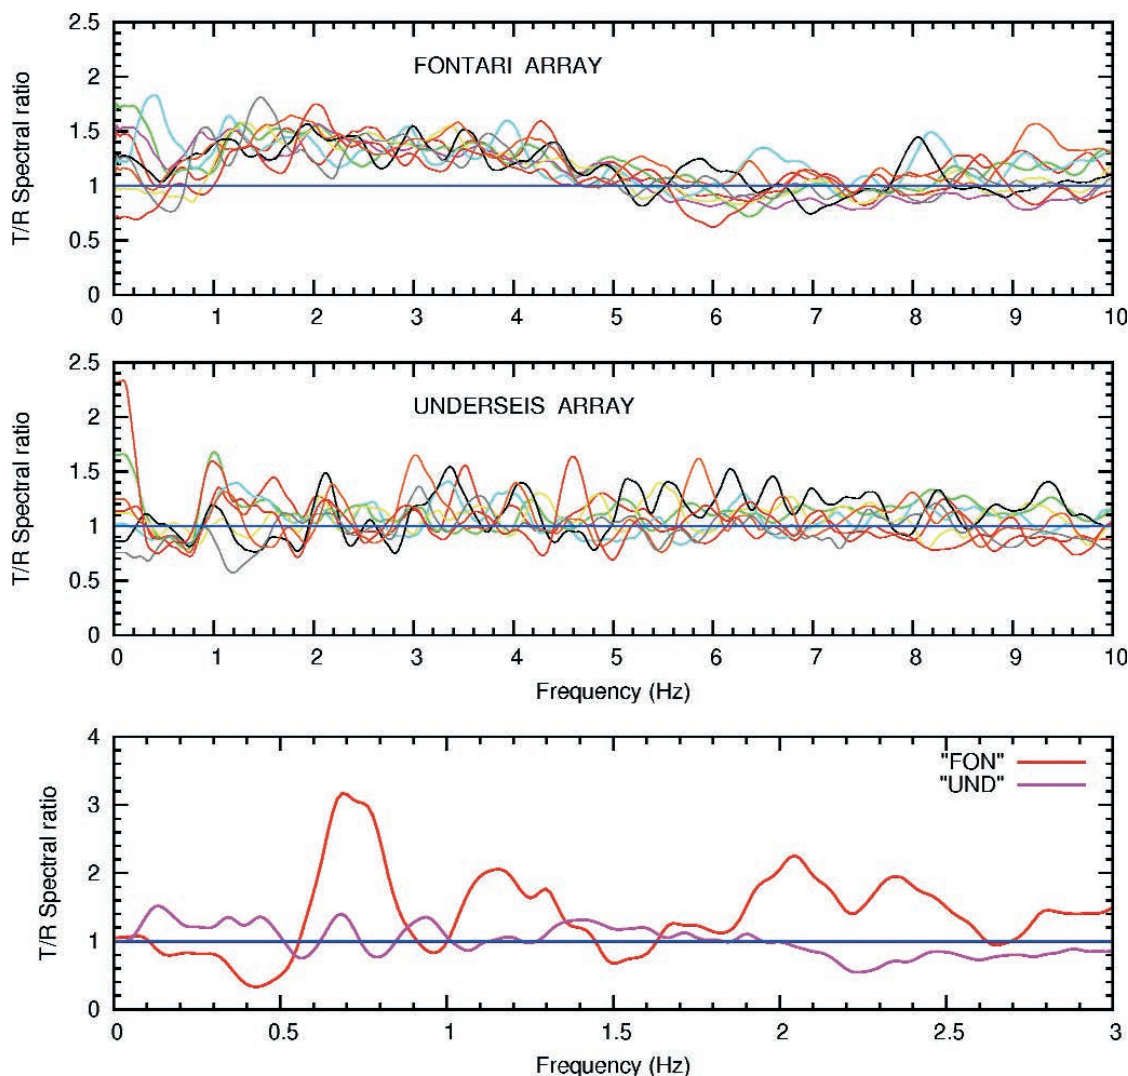 2.5
2
1.5
1
0.5
0
T/R Spectral ratio
FONTARI ARRAY
0 1 2 3 4 5 6 7 8 9 10
2.5
2
1.5
1
0.5
0
T/R Spectral ratio
UNDERSEIS ARRAY
0 1 2 3 4 5 6 7 8 9 10
Frequency (Hz)
4
3
2
1
0
T/R Spectral ratio
"FON"
"UND"
0 0.5 1 1.5 2 2.5 3
Frequency (Hz)